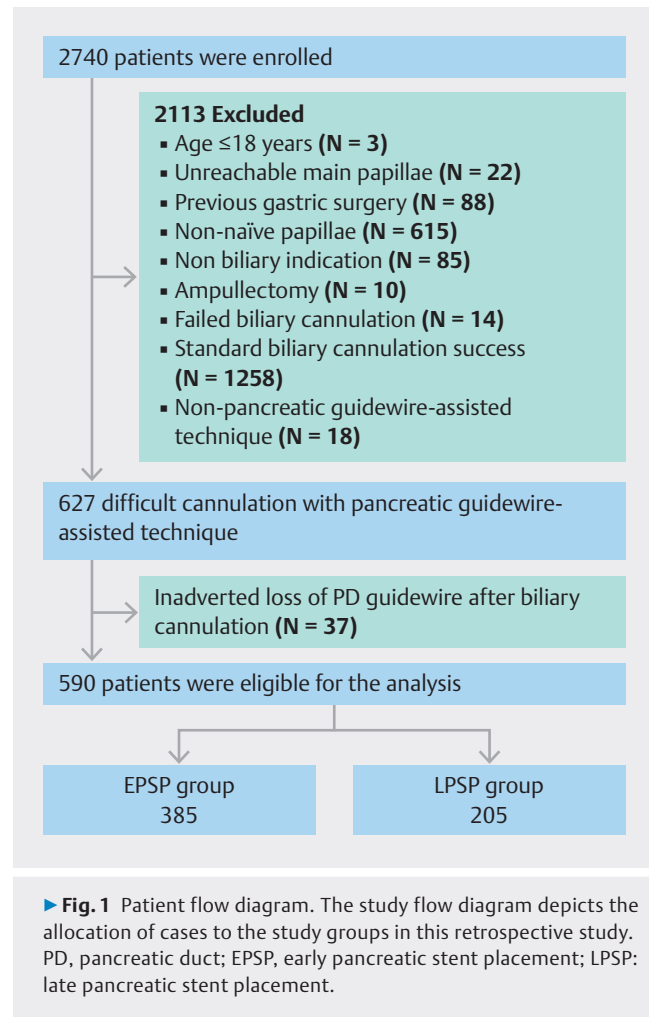 2740 patients were enrolled
2113 Excluded
▪ Age ≤18 years (N = 3)
▪ Unreachable main papillae (N = 22)
▪ Previous gastric surgery (N = 88)
▪ Non-naïve papillae (N = 615)
▪ Non biliary indication (N = 85)
▪ Ampullectomy (N = 10)
▪ Failed biliary cannulation (N = 14)
▪ Standard biliary cannulation success
(N = 1258)
▪ Non-pancreatic guidewire-assisted
technique (N = 18)
627 difficult cannulation with pancreatic guidewire-
assisted technique
Inadverted loss of PD guidewire after biliary
cannulation (N = 37)
590 patients were eligible for the analysis
EPSP group
385
LPSP group
205
▶ Fig. 1 Patient flow diagram. The study flow diagram depicts the
allocation of cases to the study groups in this retrospective study.
PD, pancreatic duct; EPSP, early pancreatic stent placement; LPSP:
late pancreatic stent placement.